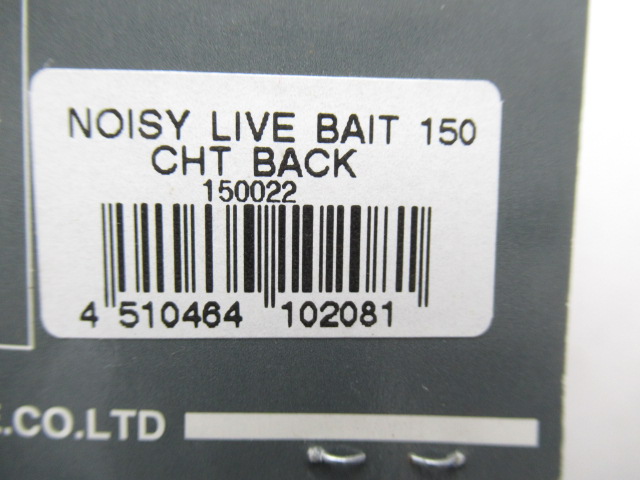 NOISY LIVE BAIT 150
CHT BACK
150022
4 510464 102081
.CO.LTD